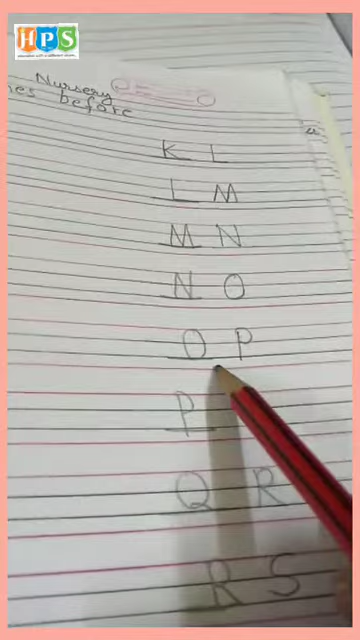 HPS
Nursery
es before
K L
L M
M N
N O
O P
P
Q R
R S